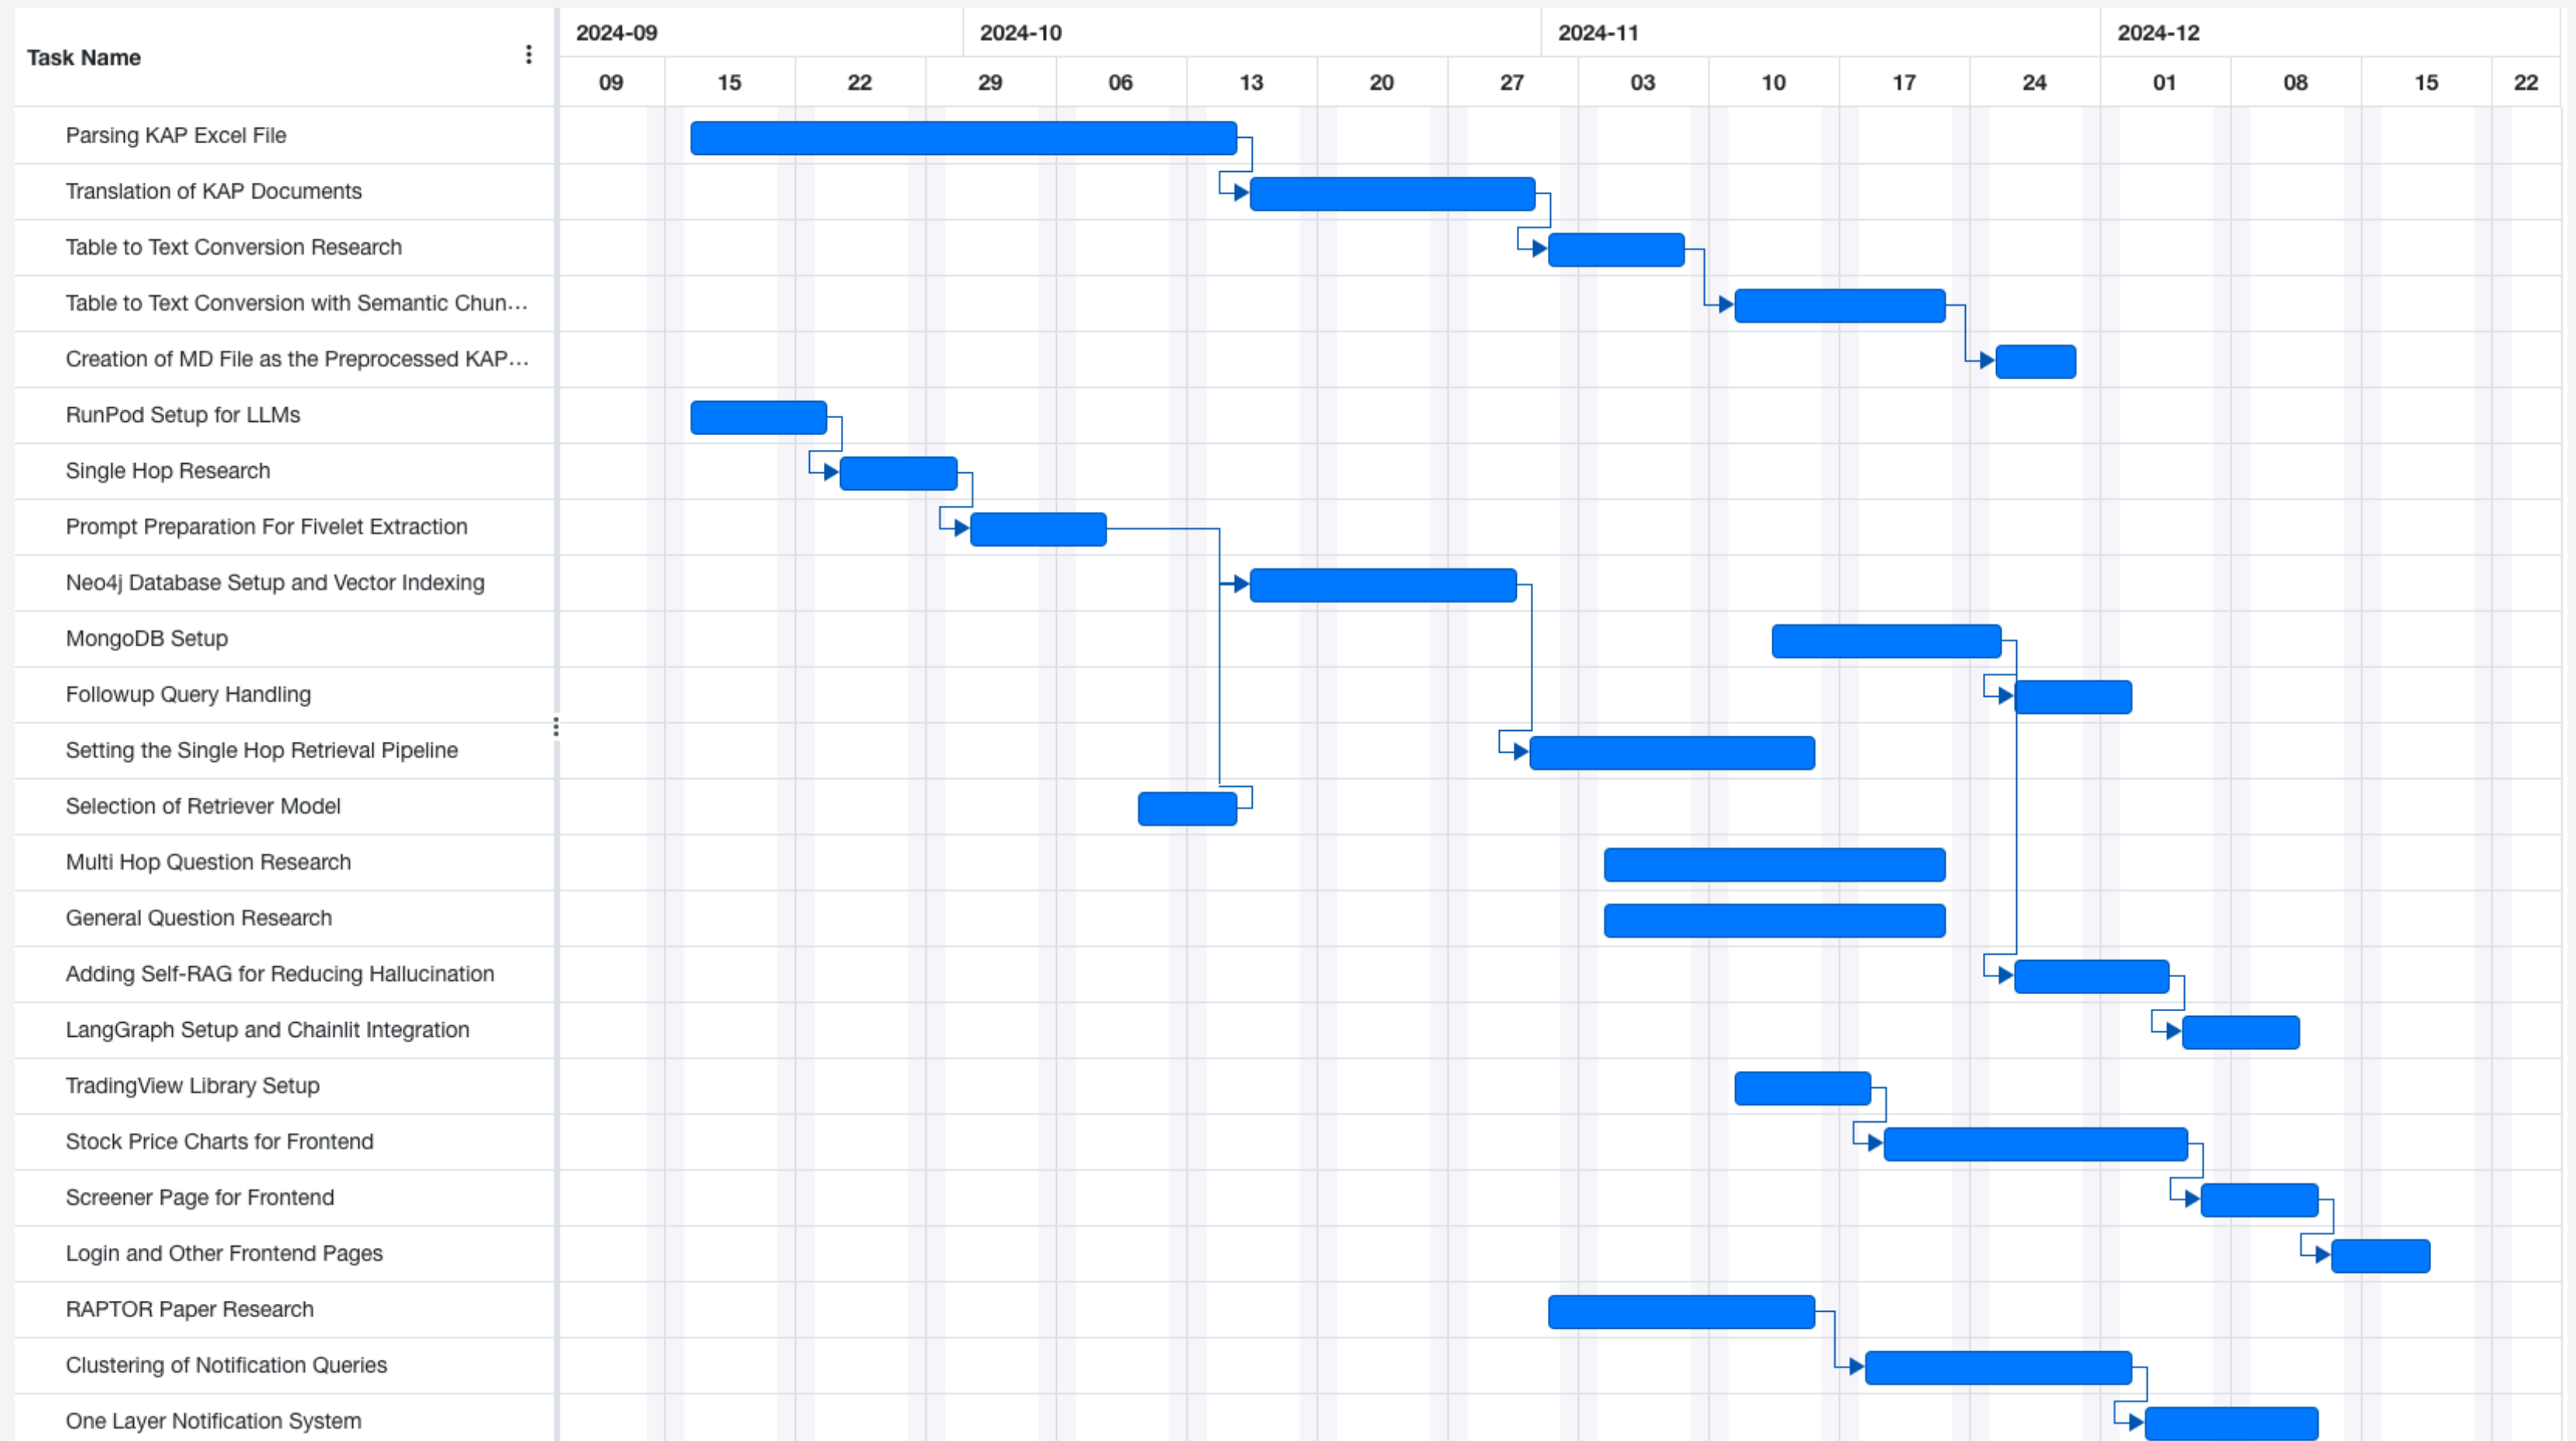 Task Name
2024-09 2024-10 2024-11 2024-12
09 15 22 29 06 13 20 27 03 10 17 24 01 08 15 22
Parsing KAP Excel File
Translation of KAP Documents
Table to Text Conversion Research
Table to Text Conversion with Semantic Chun...
Creation of MD File as the Preprocessed KAP...
RunPod Setup for LLMs
Single Hop Research
Prompt Preparation For Fivelet Extraction
Neo4j Database Setup and Vector Indexing
MongoDB Setup
Followup Query Handling
Setting the Single Hop Retrieval Pipeline
Selection of Retriever Model
Multi Hop Question Research
General Question Research
Adding Self-RAG for Reducing Hallucination
LangGraph Setup and Chainlit Integration
TradingView Library Setup
Stock Price Charts for Frontend
Screener Page for Frontend
Login and Other Frontend Pages
RAPTOR Paper Research
Clustering of Notification Queries
One Layer Notification System